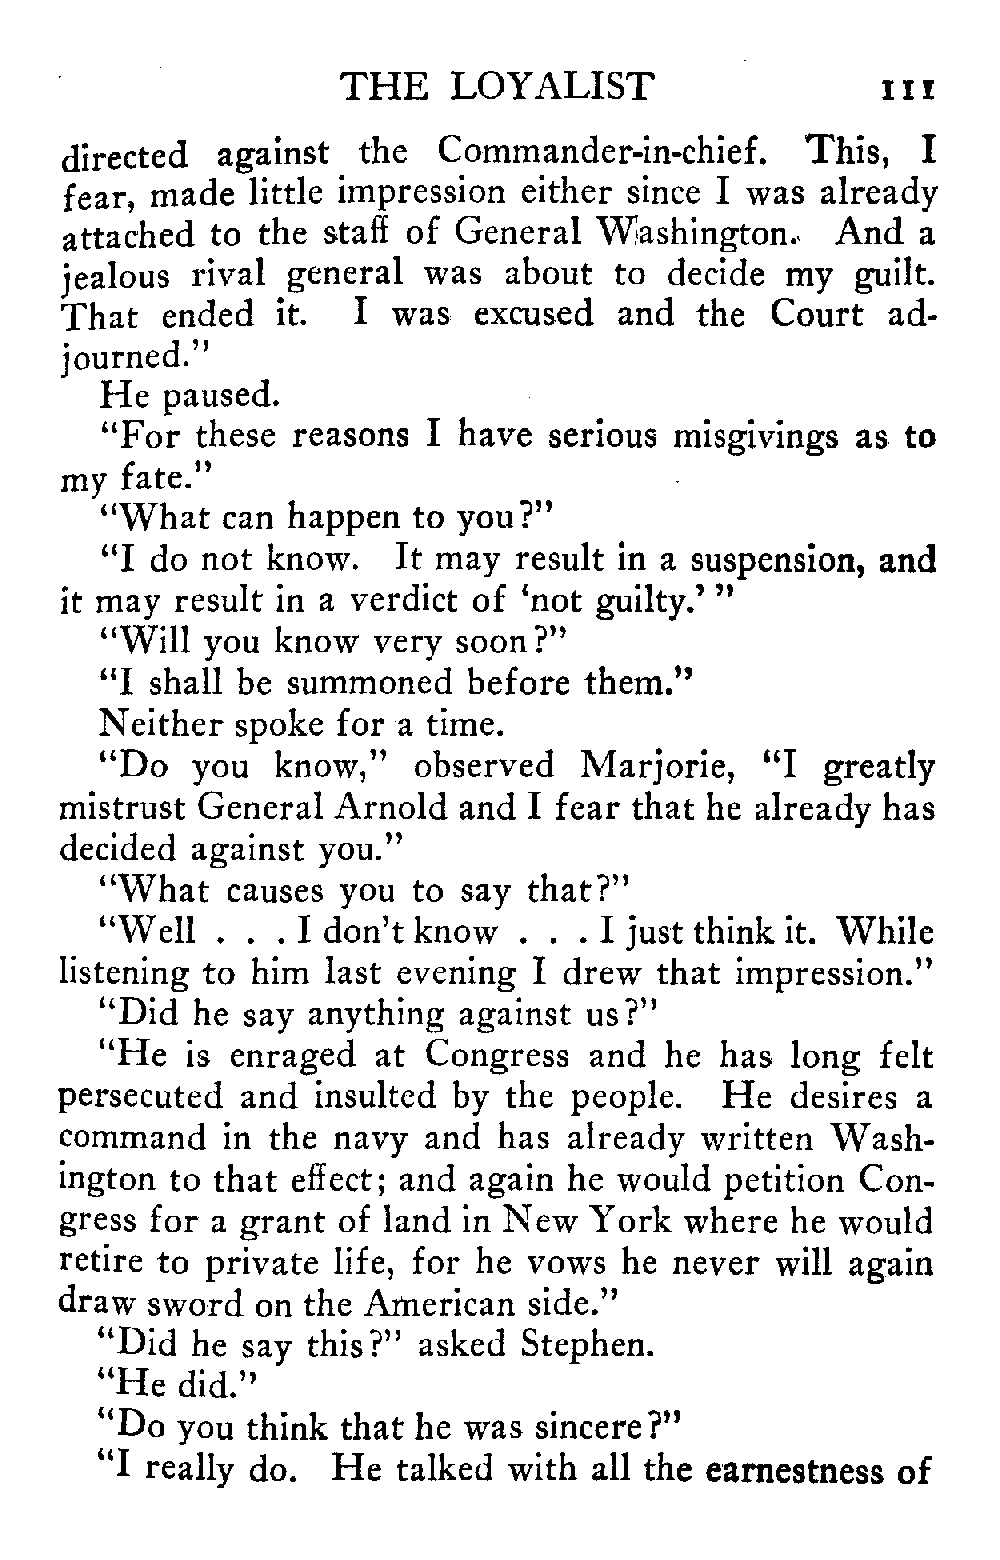 THE LOYALIST 111
directed against the Commander-in-chief. This, I
fear, made little impression either since I was already
attached to the staff of General Washington. And a
jealous rival general was about to decide my guilt.
That ended it. I was excused and the Court ad-
journed."
He paused.
"For these reasons I have serious misgivings as to
my fate."
"What can happen to you?"
"I do not know. It may result in a suspension, and
it may result in a verdict of 'not guilty.' "
"Will you know very soon?"
"I shall be summoned before them."
Neither spoke for a time.
"Do you know," observed Marjorie, "I greatly
mistrust General Arnold and I fear that he already has
decided against you."
"What causes you to say that?"
"Well . . . I don't know . . . I just think it. While
listening to him last evening I drew that impression."
"Did he say anything against us?"
"He is enraged at Congress and he has long felt
persecuted and insulted by the people. He desires a
command in the navy and has already written Wash-
ington to that effect; and again he would petition Con-
gress for a grant of land in New York where he would
retire to private life, for he vows he never will again
draw sword on the American side."
"Did he say this?" asked Stephen.
"He did."
"Do you think that he was sincere?"
"I really do. He talked with all the earnestness of